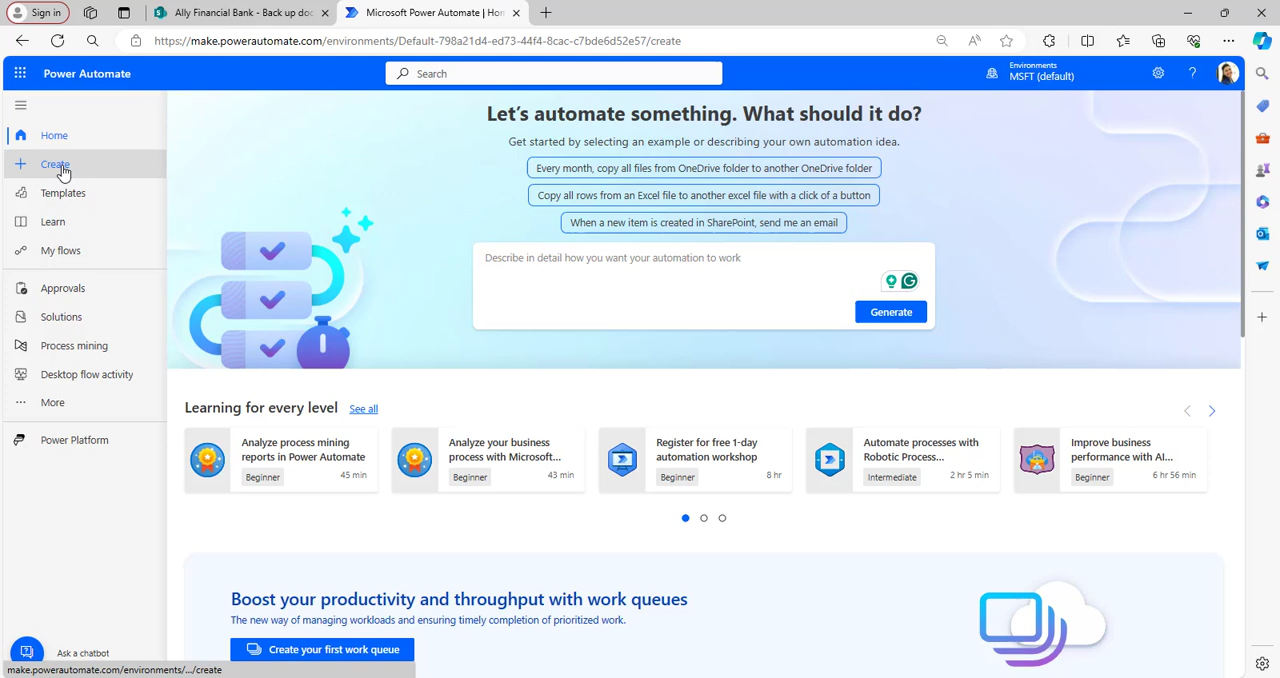 Sign in
Ally Financial Bank - Back up doc
Microsoft Power Automate | Hon
https://make.powerautomate.com/environments/Default-798a21d4-ed73-44f4-8cac-c7bde6d52e57/create
Power Automate
Search
Environments
MSFT (default)
Home
Create
Templates
Learn
My flows
Approvals
Solutions
Process mining
Desktop flow activity
More
Power Platform
Ask a chatbot
make.powerautomate.com/environments/.../create
Let's automate something. What should it do?
Get started by selecting an example or describing your own automation idea.
Every month, copy all files from OneDrive folder to another OneDrive folder
Copy all rows from an Excel file to another excel file with a click of a button
When a new item is created in SharePoint, send me an email
Describe in detail how you want your automation to work
Generate
Learning for every level See all
Analyze process mining
reports in Power Automate
Beginner 45 min
Analyze your business
process with Microsoft...
Beginner 43 min
Register for free 1-day
automation workshop
Beginner 8 hr
Automate processes with
Robotic Process...
Intermediate 2 hr 5 min
Improve business
performance with AI...
Beginner 6 hr 56 min
Boost your productivity and throughput with work queues
The new way of managing workloads and ensuring timely completion of prioritized work.
Create your first work queue